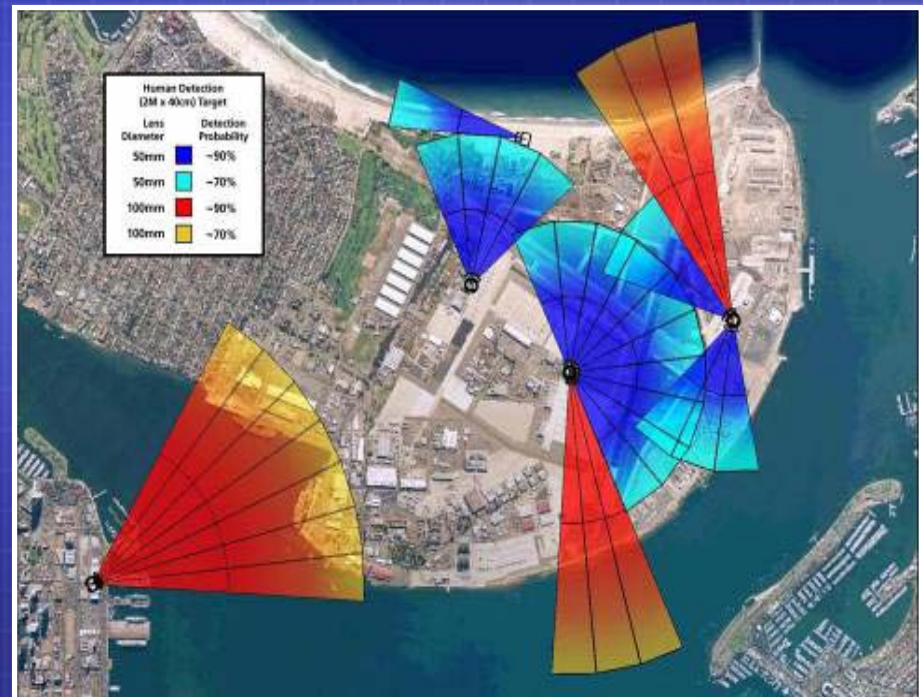 Human Detection
(2M x 40cm) Target
Lens Diameter Detection Probability
50mm ~90%
50mm ~70%
100mm ~90%
100mm ~70%